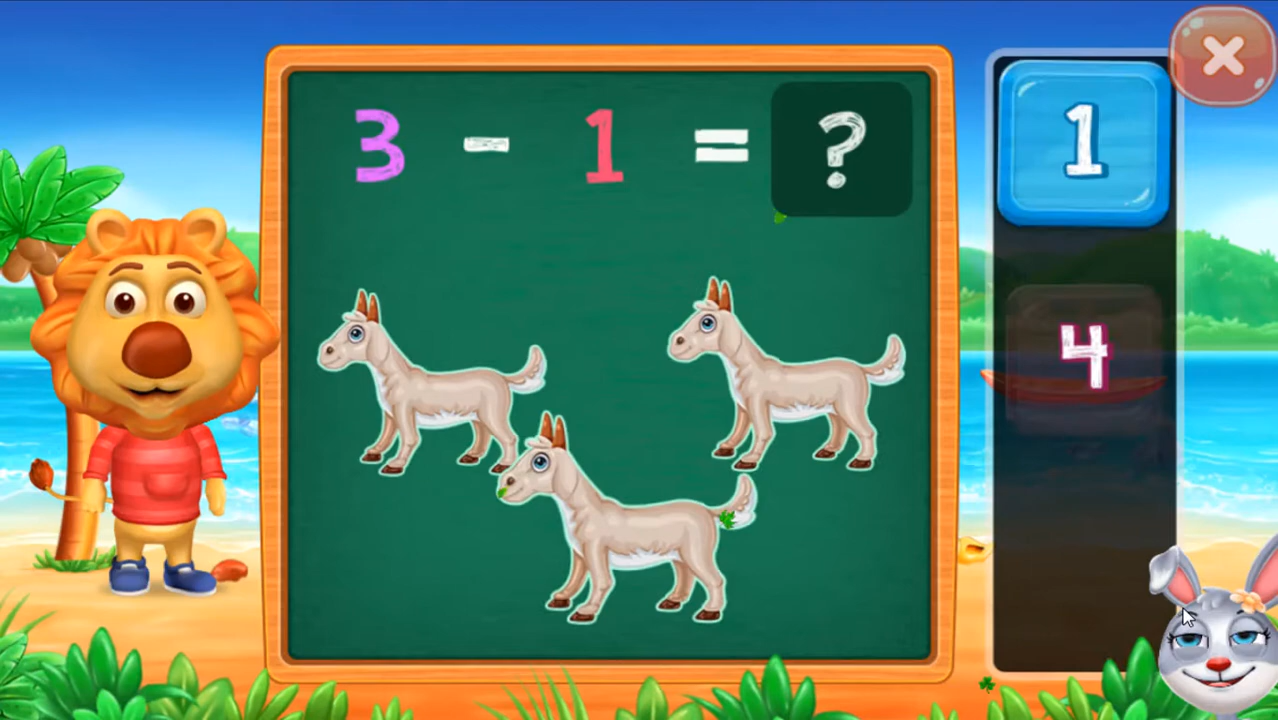 3 - 1 = ?
1
4